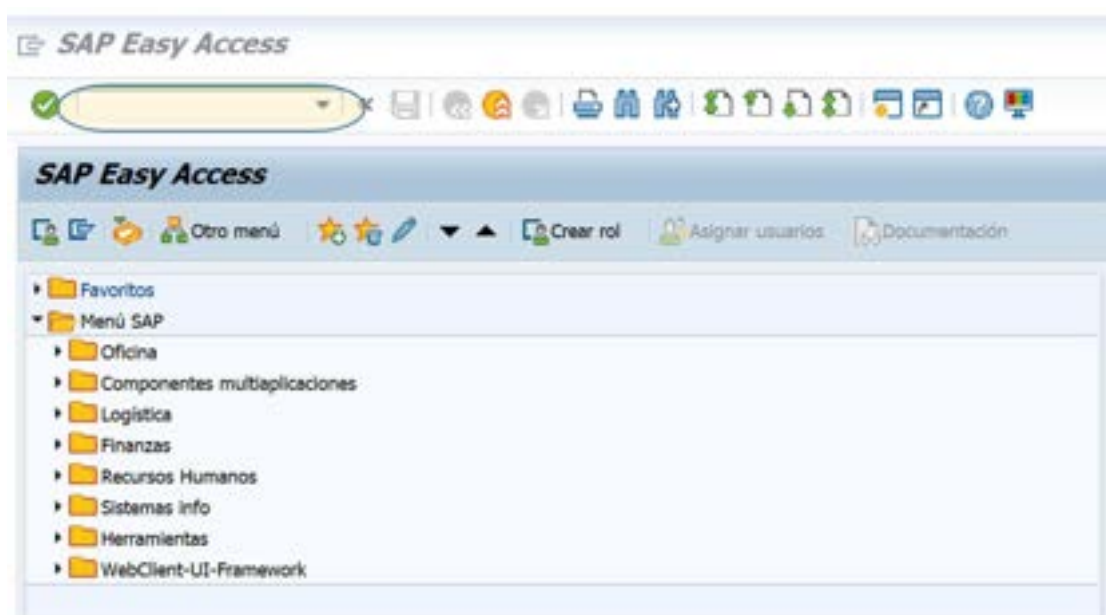 SAP Easy Access
SAP Easy Access
Otro menú Crear rol Asignar usuarios Documentación
Favoritos
Menú SAP
Oficina
Componentes multiaplicaciones
Logística
Finanzas
Recursos Humanos
Sistemas info
Herramientas
WebClient-UI-Framework